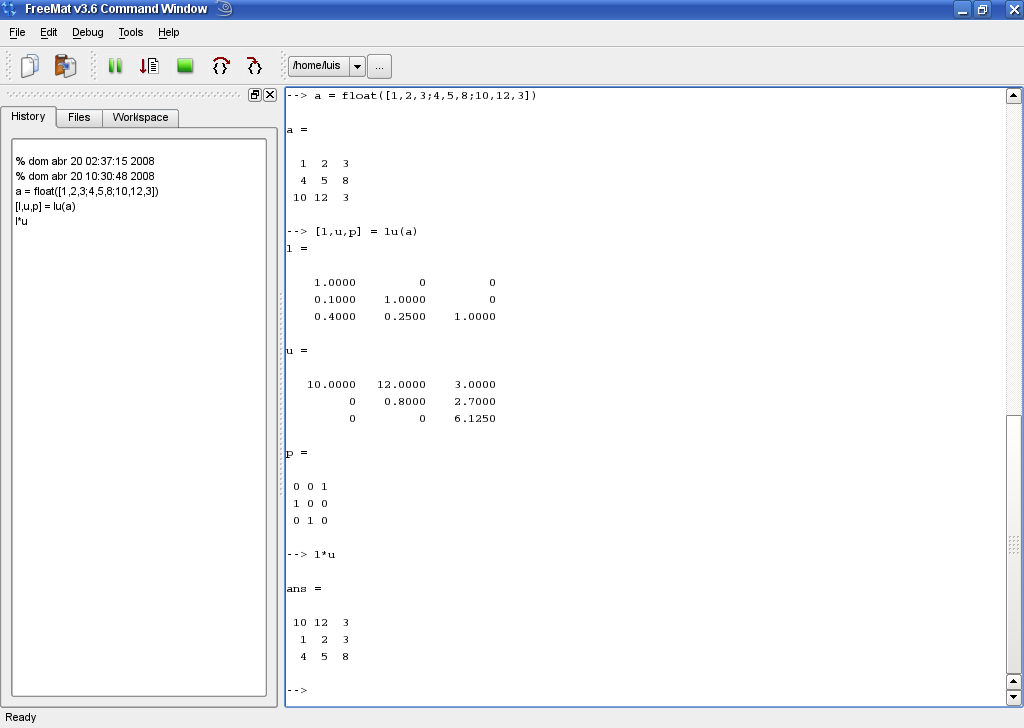 FreeMat v3.6 Command Window
File Edit Debug Tools Help
/home/luis ...
History Files Workspace
% dom abr 20 02:37:15 2008
% dom abr 20 10:30:48 2008
a = float([1,2,3;4,5,8;10,12,3])
[l,u,p] = lu(a)
l*u
--> a = float([1,2,3;4,5,8;10,12,3])
a =
1 2 3
4 5 8
10 12 3
--> [l,u,p] = lu(a)
l =
1.0000 0 0
0.1000 1.0000 0
0.4000 0.2500 1.0000
u =
10.0000 12.0000 3.0000
0 0.8000 2.7000
0 0 6.1250
p =
0 0 1
1 0 0
0 1 0
--> l*u
ans =
10 12 3
1 2 3
4 5 8
-->
Ready